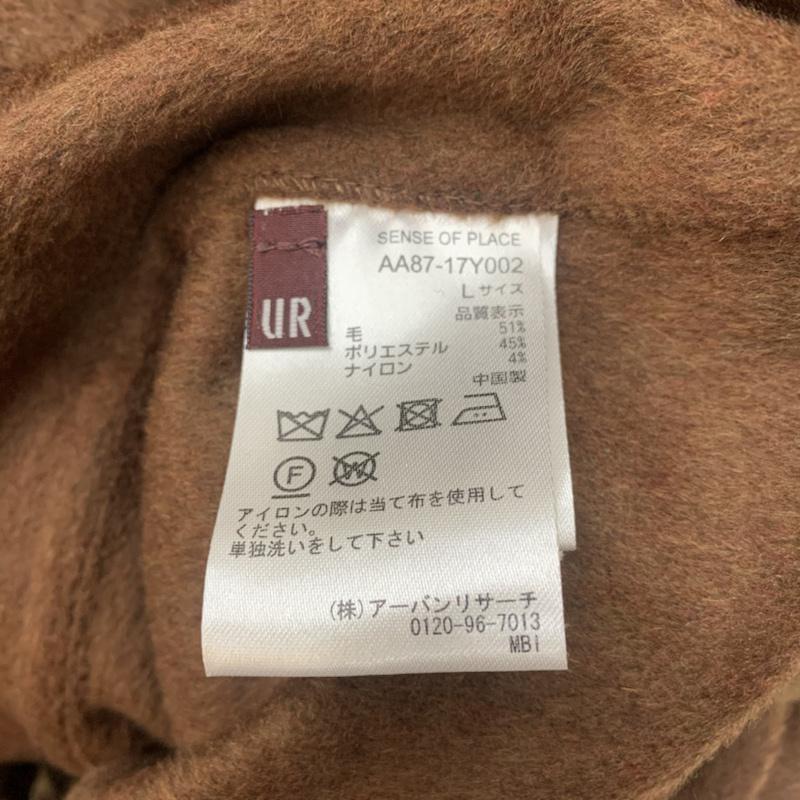 UR
SENSE OF PLACE
AA87-17Y002
Lサイズ
品質表示
毛 51%
ポリエステル 45%
ナイロン 4%
中国製
F W
アイロンの際は当て布を使用して
ください。
単独洗いをして下さい
(株)アーバンリサーチ
0120-96-7013
MBI